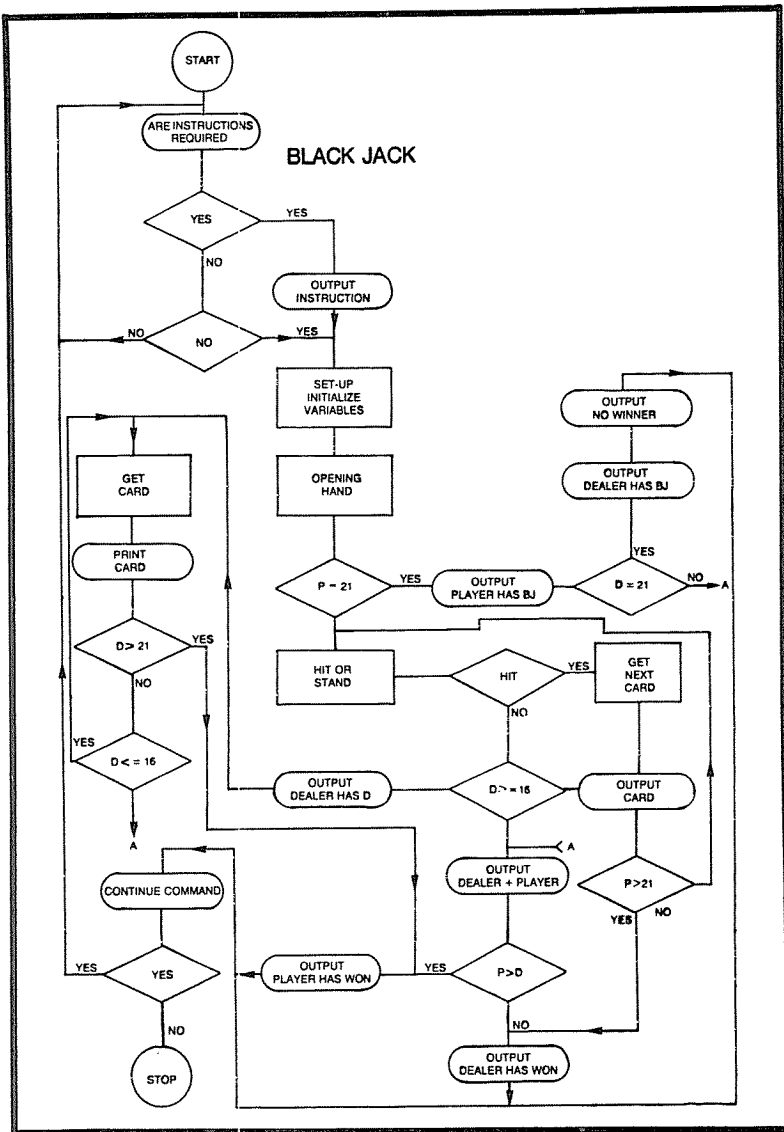 START
ARE INSTRUCTIONS
REQUIRED
BLACK JACK
YES
YES
NO
OUTPUT
INSTRUCTION
NO
NO
YES
SET-UP
INITIALIZE
VARIABLES
OUTPUT
NO WINNER
GET
CARD
OPENING
HAND
OUTPUT
DEALER HAS BJ
PRINT
CARD
YES
P = 21
YES
OUTPUT
PLAYER HAS BJ
D = 21
NO
A
D > 21
YES
NO
HIT OR
STAND
HIT
YES
GET
NEXT
CARD
NO
YES
D < = 16
A
OUTPUT
DEALER HAS D
D > = 16
OUTPUT
CARD
A
CONTINUE COMMAND
OUTPUT
DEALER + PLAYER
P > 21
YES
NO
YES
YES
NO
OUTPUT
PLAYER HAS WON
YES
P > D
NO
STOP
OUTPUT
DEALER HAS WON